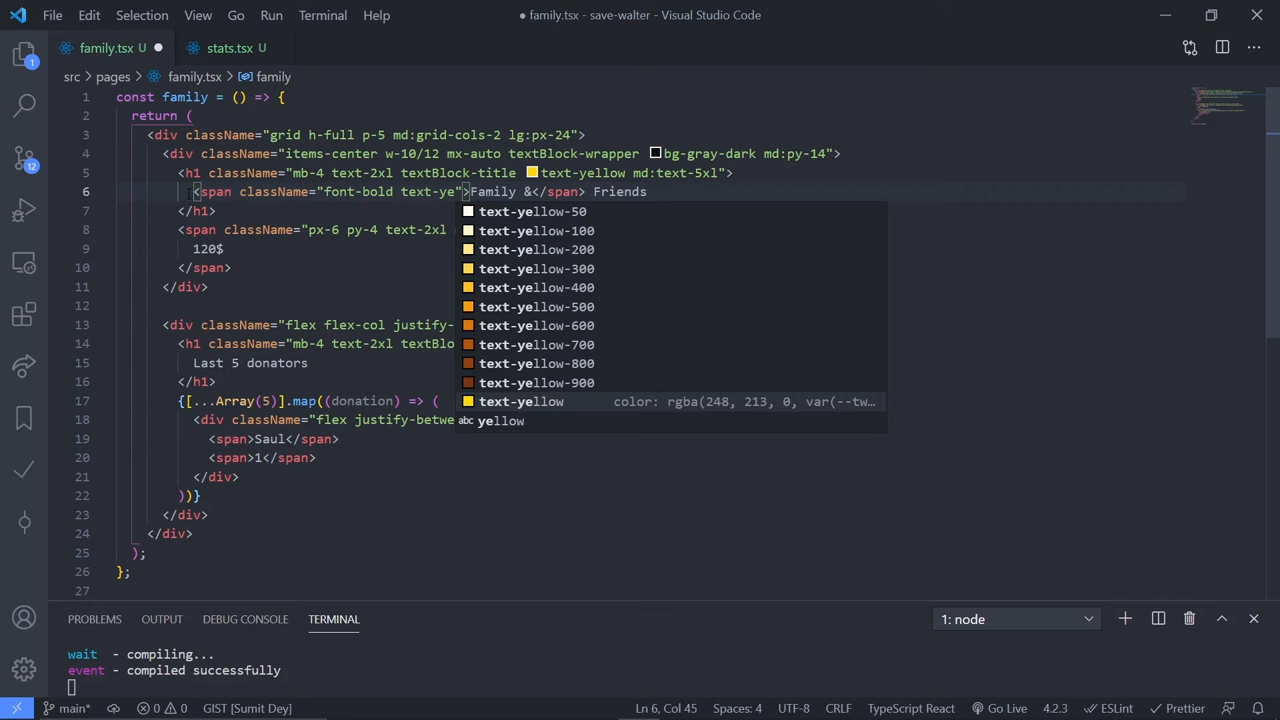 File Edit Selection View Go Run Terminal Help ● family.tsx - save-walter - Visual Studio Code
family.tsx U ● stats.tsx U
src > pages > family.tsx > family
1 const family = () => {
2 return (
3 <div className="grid h-full p-5 md:grid-cols-2 lg:px-24">
4 <div className="items-center w-10/12 mx-auto textBlock-wrapper bg-gray-dark md:py-14">
5 <h1 className="mb-4 text-2xl textBlock-title text-yellow md:text-5xl">
6 <span className="font-bold text-ye">Family &</span> Friends
text-yellow-50
7 </h1>
text-yellow-100
8 <span className="px-6 py-4 text-2xl
text-yellow-200
9 120$
text-yellow-300
10 </span>
text-yellow-400
11 </div>
text-yellow-500
12
text-yellow-600
13 <div className="flex flex-col justify-
text-yellow-700
14 <h1 className="mb-4 text-2xl textBlo
text-yellow-800
15 Last 5 donators
text-yellow-900
16 </h1>
text-yellow color: rgba(248, 213, 0, var(--tw…
17 {[...Array(5)].map((donation) => (
abc yellow
18 <div className="flex justify-betwe
19 <span>Saul</span>
20 <span>1</span>
21 </div>
22 ))}
23 </div>
24 </div>
25 );
26 };
27
PROBLEMS OUTPUT DEBUG CONSOLE TERMINAL 1: node
wait - compiling...
event - compiled successfully
1
12
main* 0 0 GIST [Sumit Dey] Ln 6, Col 45 Spaces: 4 UTF-8 CRLF TypeScript React Go Live 4.2.3 ESLint Prettier